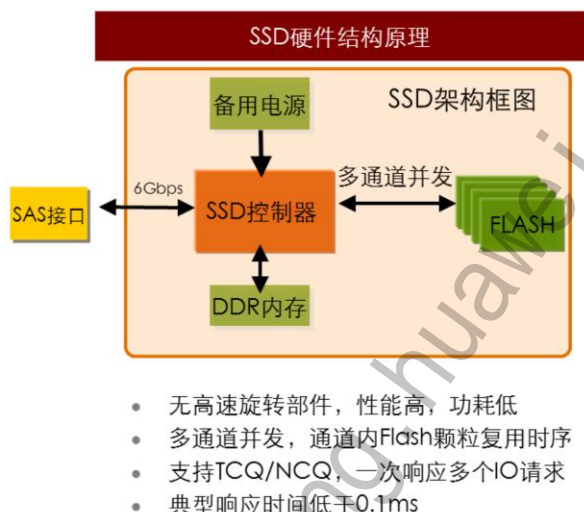 SSD硬件结构原理
SSD架构框图
备用电源
6Gbps
多通道并发
SAS接口
SSD控制器
FLASH
DDR内存
• 无高速旋转部件，性能高，功耗低
• 多通道并发，通道内Flash颗粒复用时序
• 支持TCQ/NCQ，一次响应多个IO请求
• 典型响应时间低于0.1ms
ng.huawei